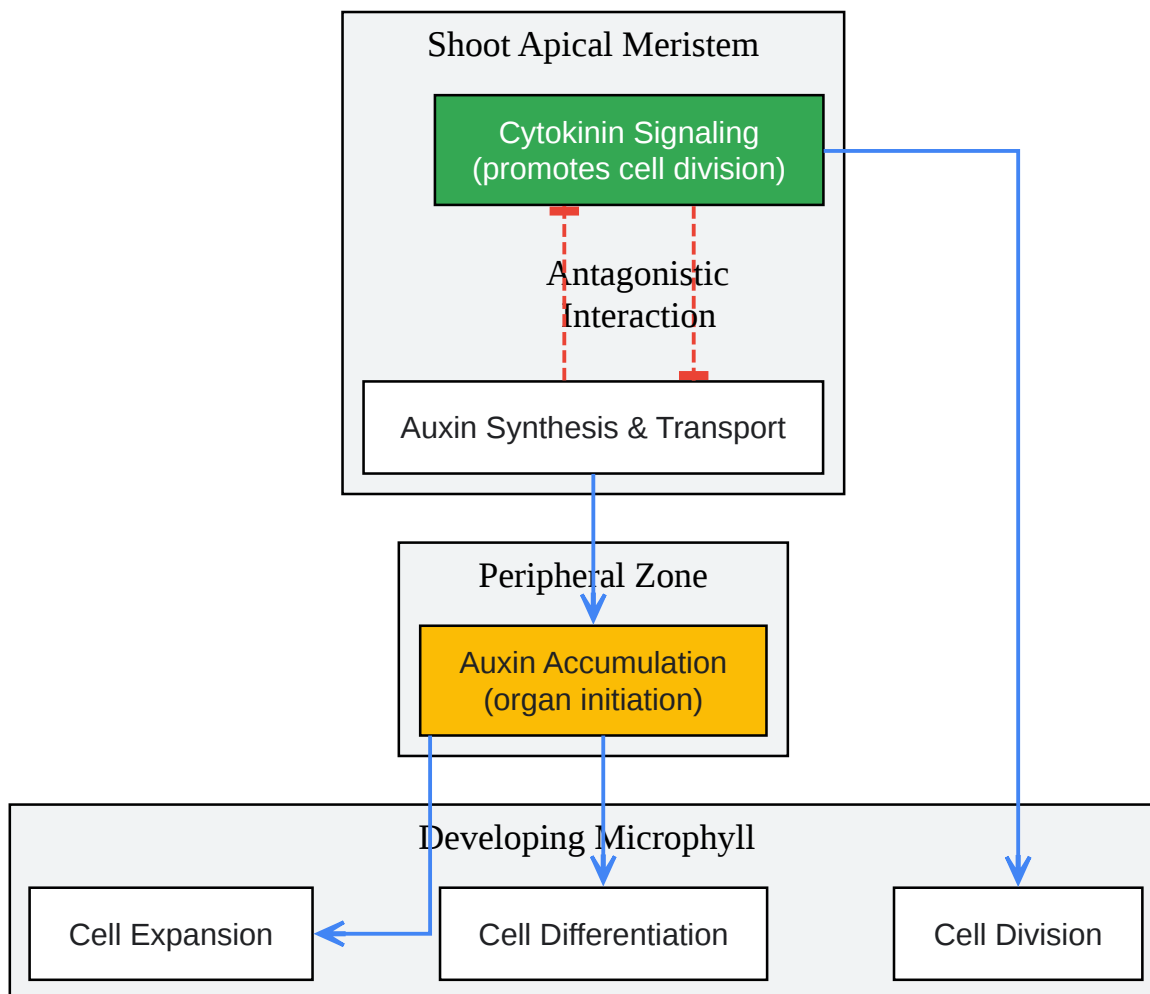 Shoot Apical Meristem
Cytokinin Signaling
(promotes cell division)
Antagonistic
Interaction
Auxin Synthesis & Transport
Peripheral Zone
Auxin Accumulation
(organ initiation)
Developing Microphyll
Cell Expansion
Cell Differentiation
Cell Division